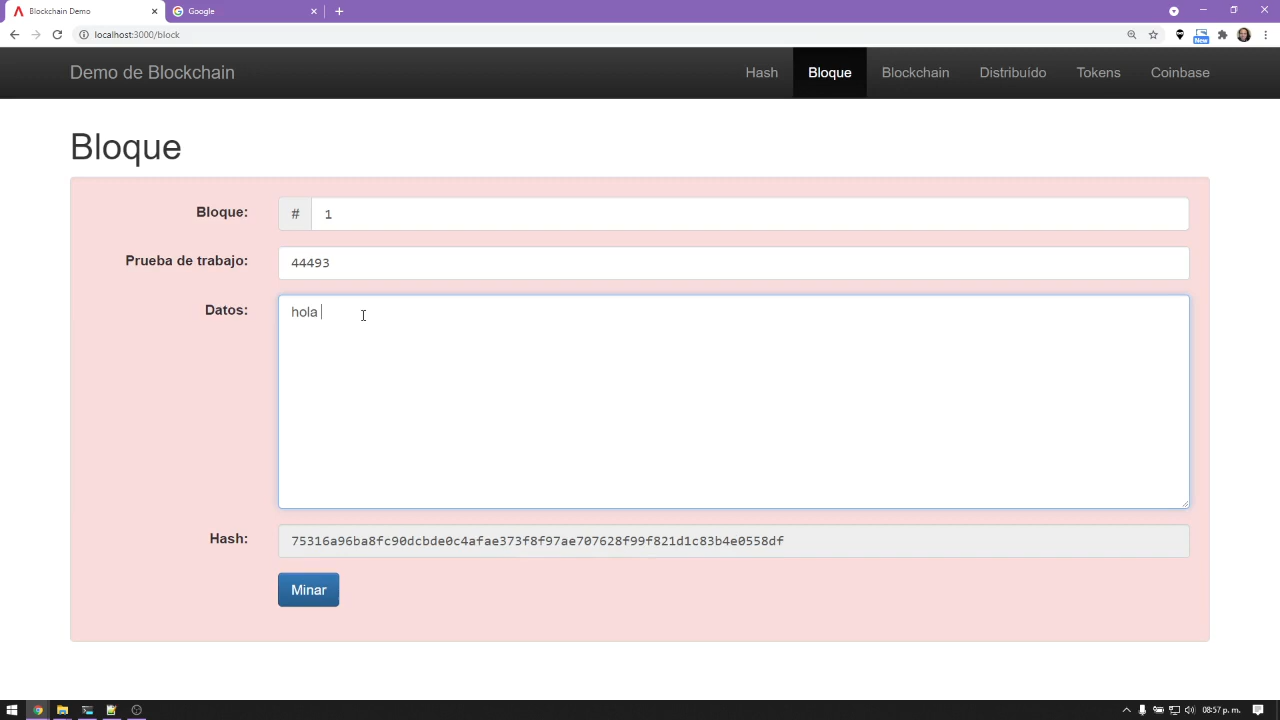 Blockchain Demo
Google
localhost:3000/block
New
Demo de Blockchain
Hash
Bloque
Blockchain
Distribuído
Tokens
Coinbase
Bloque
Bloque:
# 1
Prueba de trabajo:
44493
Datos:
hola
Hash:
75316a96ba8fc90dcbde0c4afae373f8f97ae707628f99f821d1c83b4e0558df
Minar
08:57 p. m.